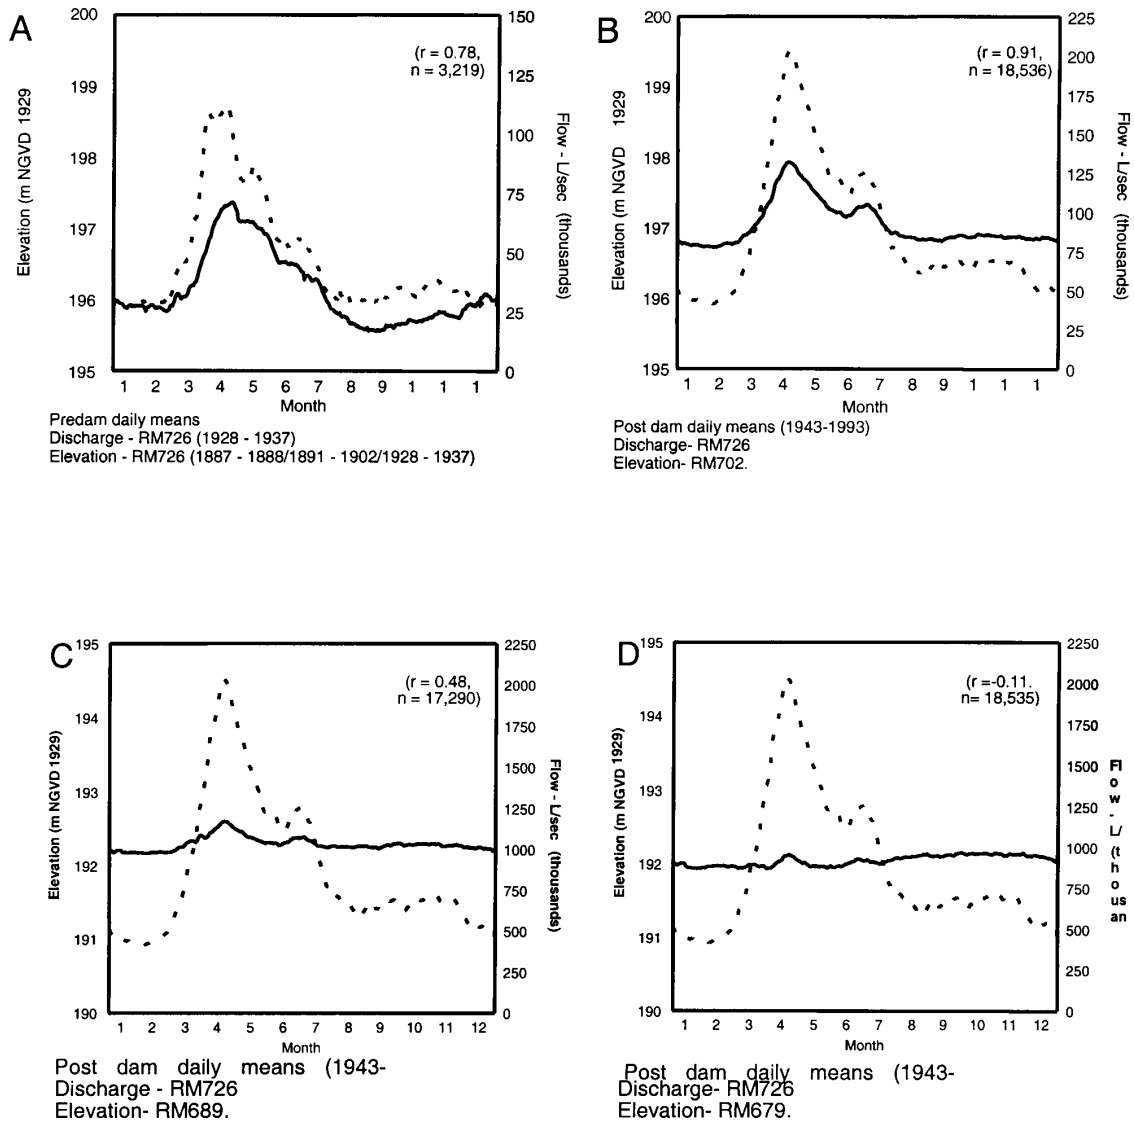 A
200
199
198
197
196
195
Elevation (m NGVD 1929
(r = 0.78,
n = 3,219)
150
125
100
75
50
25
0
Flow - L/sec (thousands)
1 2 3 4 5 6 7 8 9 1 1 1
Month
Predam daily means
Discharge - RM726 (1928 - 1937)
Elevation - RM726 (1887 - 1888/1891 - 1902/1928 - 1937)
B
200
199
198
197
196
195
Elevation (m NGVD 1929
(r = 0.91,
n = 18,536)
225
200
175
150
125
100
75
50
25
0
Flow - L/sec (thousands)
1 2 3 4 5 6 7 8 9 1 1 1
Month
Post dam daily means (1943-1993)
Discharge- RM726
Elevation- RM702.
C
195
194
193
192
191
190
Elevation (m NGVD 1929)
(r = 0.48,
n = 17,290)
2250
2000
1750
1500
1250
1000
750
500
250
0
Flow - L/sec (thousands)
1 2 3 4 5 6 7 8 9 10 11 12
Month
Post dam daily means (1943-
Discharge - RM726
Elevation- RM689.
D
195
194
193
192
191
190
Elevation (m NGVD 1929)
(r =-0.11.
n= 18,535)
2250
2000
1750
1500
1250
1000
750
500
250
0
Fl
o
w
-
L/
(t
h
o
us
an
1 2 3 4 5 6 7 8 9 10 11 12
Month
Post dam daily means (1943-
Discharge- RM726
Elevation- RM679.